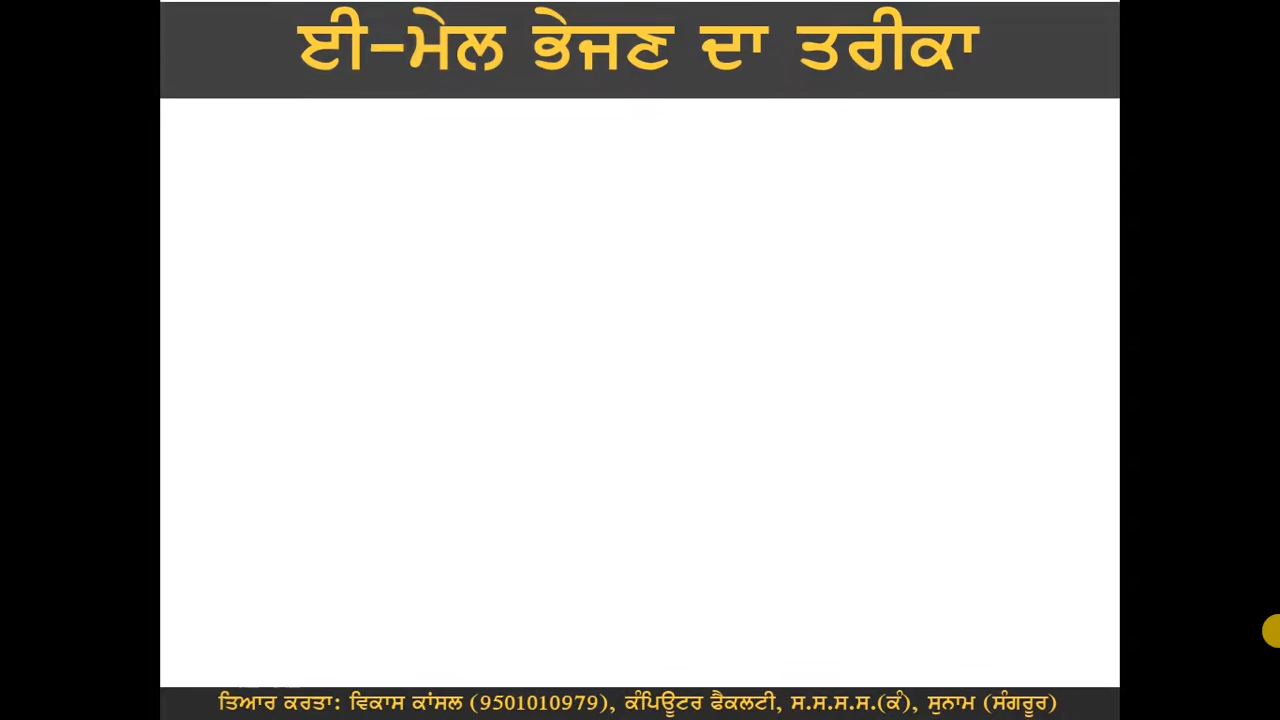 ਈ-ਮੇਲ ਭੇਜਣ ਦਾ ਤਰੀਕਾ
ਤਿਆਰ ਕਰਤਾ: ਵਿਕਾਸ ਕਾਂਸਲ (9501010979), ਕੰਪਿਊਟਰ ਫੈਕਲਟੀ, ਸ.ਸ.ਸ.ਸ.(ਕੰ), ਸੁਨਾਮ (ਸੰਗਰੂਰ)